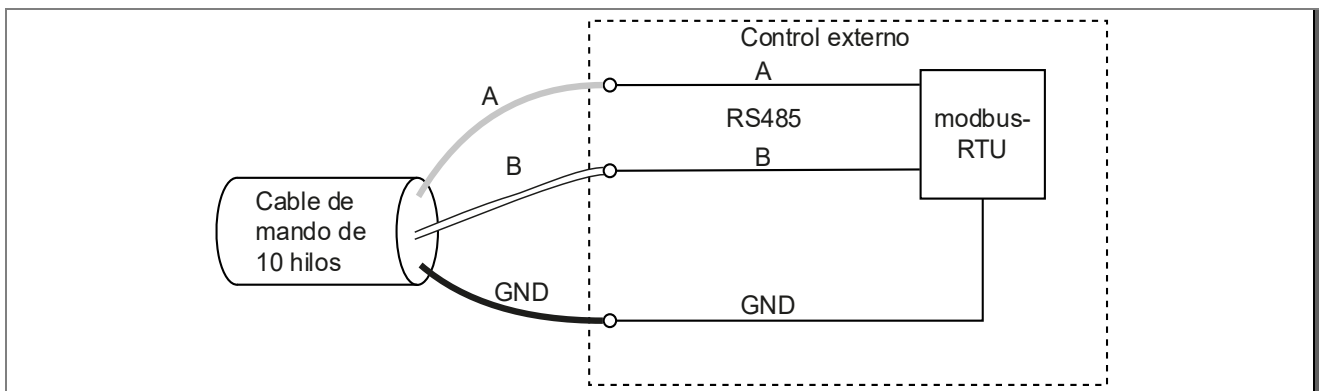 Control externo
A
A
RS485
modbus-
RTU
B
B
Cable de
mando de
10 hilos
GND
GND